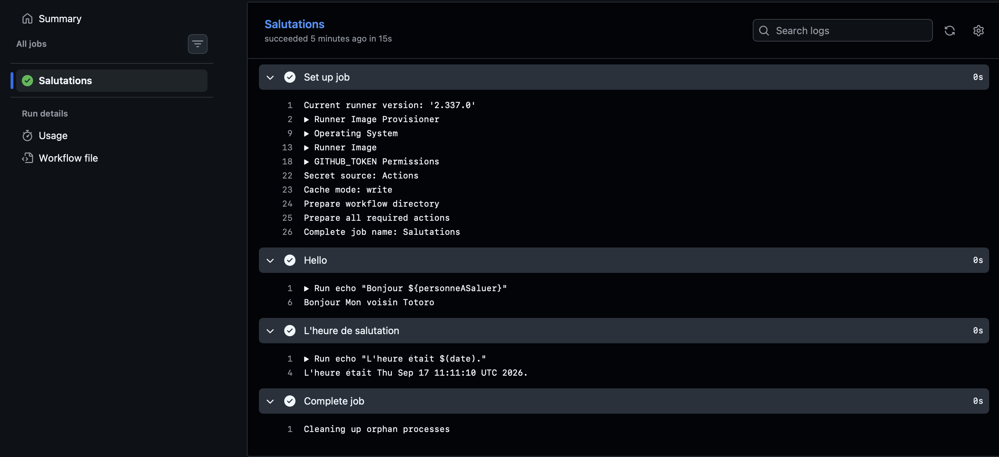 Summary
All jobs
Salutations
Run details
Usage
Workflow file
Salutations
succeeded 5 minutes ago in 15s
Search logs
Set up job 0s
1 Current runner version: '2.337.0'
2 ▶ Runner Image Provisioner
9 ▶ Operating System
13 ▶ Runner Image
18 ▶ GITHUB_TOKEN Permissions
22 Secret source: Actions
23 Cache mode: write
24 Prepare workflow directory
25 Prepare all required actions
26 Complete job name: Salutations
Hello 0s
1 ▶ Run echo "Bonjour ${personneASaluer}"
6 Bonjour Mon voisin Totoro
L'heure de salutation 0s
1 ▶ Run echo "L'heure était $(date)."
4 L'heure était Thu Sep 17 11:11:10 UTC 2026.
Complete job 0s
1 Cleaning up orphan processes